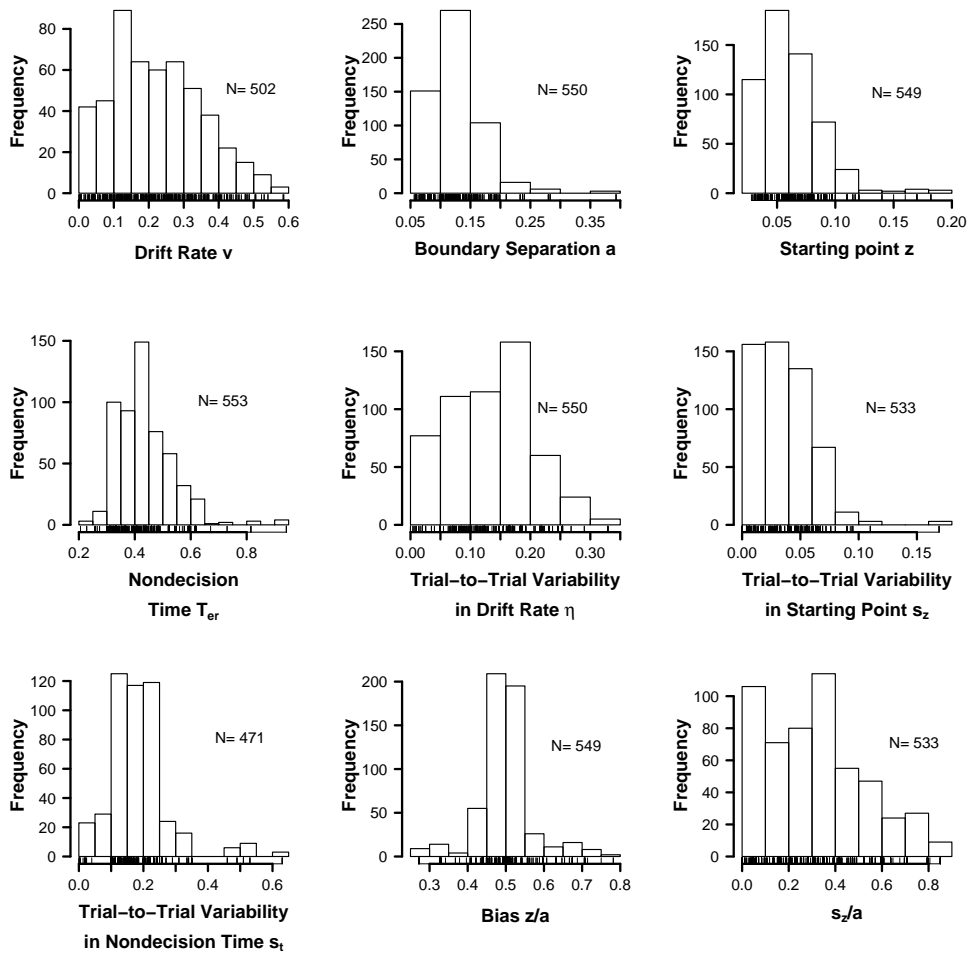 Frequency
0
20
40
60
80
N= 502
0.0 0.1 0.2 0.3 0.4 0.5 0.6
Drift Rate v
Frequency
0
50
100
150
200
250
N= 550
0.05 0.15 0.25 0.35
Boundary Separation a
Frequency
0
50
100
150
N= 549
0.05 0.10 0.15 0.20
Starting point z
Frequency
0
50
100
150
N= 553
0.2 0.4 0.6 0.8
Nondecision
Time Ter
Frequency
0
50
100
150
N= 550
0.00 0.10 0.20 0.30
Trial−to−Trial Variability
in Drift Rate η
Frequency
0
50
100
150
N= 533
0.00 0.05 0.10 0.15
Trial−to−Trial Variability
in Starting Point sz
Frequency
0
20
40
60
80
100
120
N= 471
0.0 0.2 0.4 0.6
Trial−to−Trial Variability
in Nondecision Time st
Frequency
0
50
100
150
200
N= 549
0.3 0.4 0.5 0.6 0.7 0.8
Bias z/a
Frequency
0
20
40
60
80
100
N= 533
0.0 0.2 0.4 0.6 0.8
sz/a